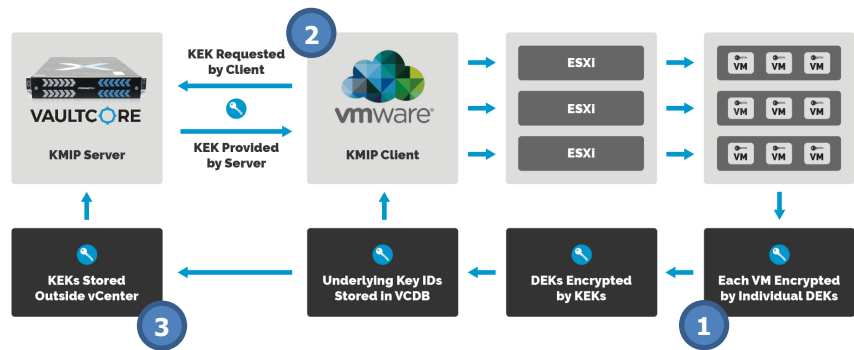 2
KEK Requested
by Client
KEK Provided
by Server
VAULTCORE
KMIP Server
vmware®
KMIP Client
ESXI
ESXI
ESXI
VM VM VM
VM VM VM
VM VM VM
KEKs Stored
Outside vCenter
3
Underlying Key IDs
Stored in VCDB
DEKs Encrypted
by KEKs
Each VM Encrypted
by Individual DEKs
1